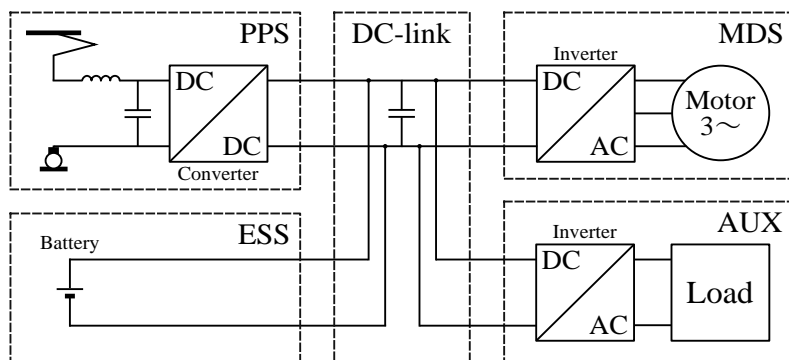 PPS
DC
DC
Converter
DC-link
Inverter
MDS
DC
AC
Motor
3～
Battery
ESS
Inverter
AUX
DC
AC
Load